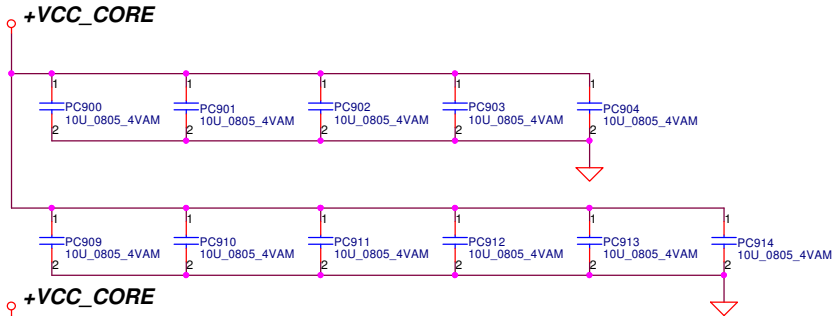 +VCC_CORE
1 1 1 1 1
PC900 PC901 PC902 PC903 PC904
10U_0805_4VAM 10U_0805_4VAM 10U_0805_4VAM 10U_0805_4VAM 10U_0805_4VAM
2 2 2 2 2
1 1 1 1 1 1
PC909 PC910 PC911 PC912 PC913 PC914
10U_0805_4VAM 10U_0805_4VAM 10U_0805_4VAM 10U_0805_4VAM 10U_0805_4VAM 10U_0805_4VAM
2 2 2 2 2 2
+VCC_CORE